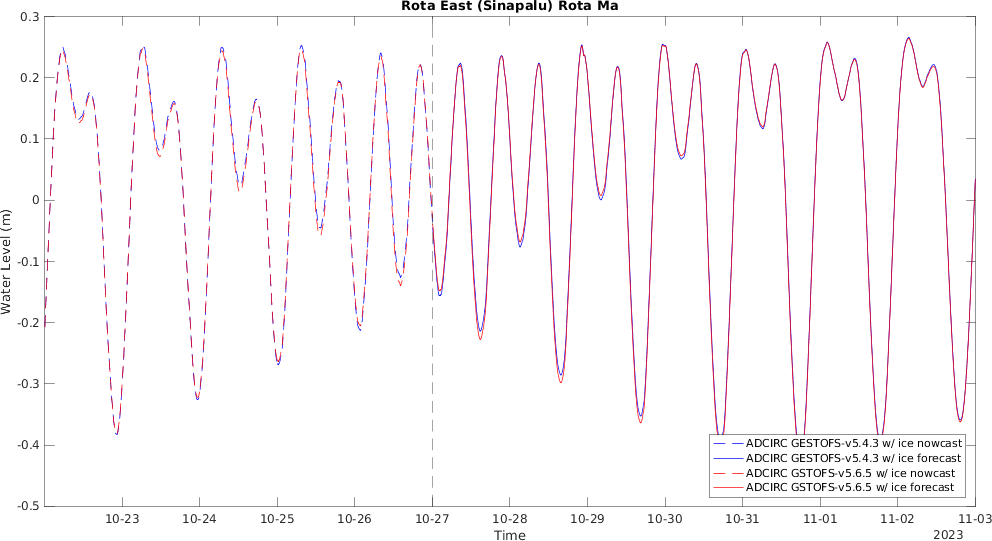 Rota East (Sinapalu) Rota Ma
0.3
0.2
0.1
0
-0.1
-0.2
-0.3
-0.4
-0.5
Water Level (m)
ADCIRC GESTOFS-v5.4.3 w/ ice nowcast
ADCIRC GESTOFS-v5.4.3 w/ ice forecast
ADCIRC GSTOFS-v5.6.5 w/ ice nowcast
ADCIRC GSTOFS-v5.6.5 w/ ice forecast
10-23 10-24 10-25 10-26 10-27 10-28 10-29 10-30 10-31 11-01 11-02 11-03
Time
2023